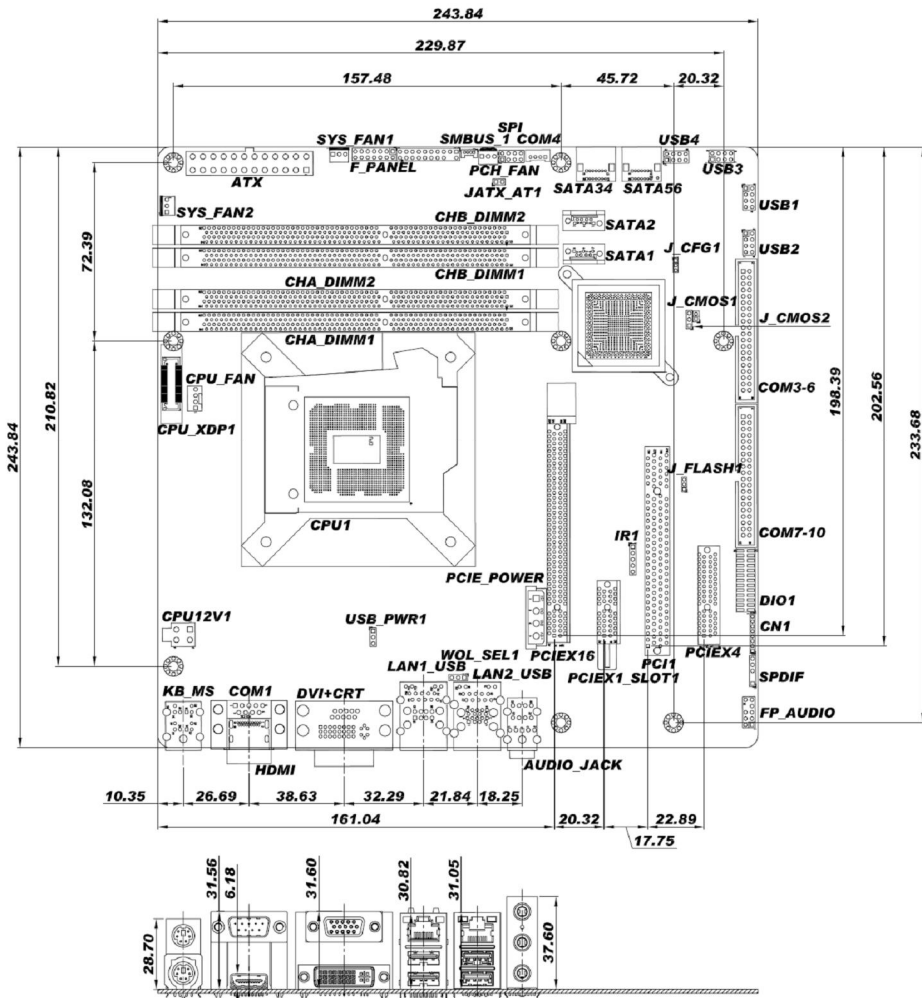 243.84
229.87
157.48 45.72 20.32
SPI
SYS_FAN1 SMBUS_1 COM4 USB4
F_PANEL PCH_FAN USB3
ATX JATX_AT1 SATA34 SATA56
SYS_FAN2 USB1
CHB_DIMM2 SATA2
72.39 USB2
CHB_DIMM1 SATA1 J_CFG1
CHA_DIMM2
J_CMOS1
J_CMOS2
CHA_DIMM1
CPU_FAN COM3-6
CPU_XDP1
243.84 210.82 132.08 198.39 202.56 233.68
CPU
J_FLASH1
CPU1 COM7-10
IR1
PCIE_POWER
DIO1
CPU12V1 USB_PWR1 CN1
WOL_SEL1 PCIEX16 PCIEX4
LAN1_USB LAN2_USB PCI1
PCIEX1_SLOT1 SPDIF
KB_MS COM1 DVI+CRT FP_AUDIO
HDMI AUDIO_JACK
10.35 26.69 38.63 32.29 21.84 18.25
161.04 20.32 22.89
17.75
28.70 31.56 6.18 31.60 30.82 31.05 37.60